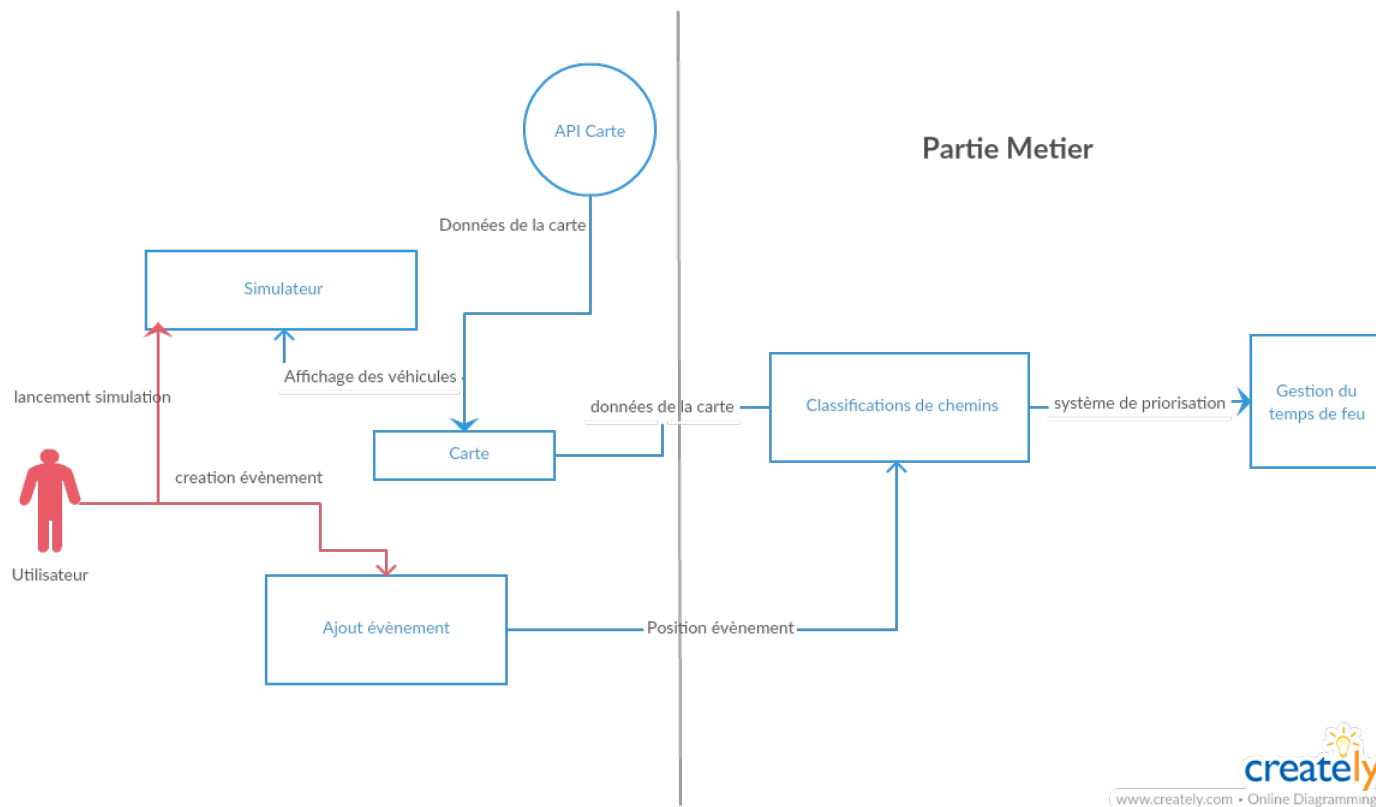 API Carte
Partie Metier
Données de la carte
Simulateur
Affichage des véhicules
lancement simulation
données de la carte
Classifications de chemins
système de priorisation
Gestion du
temps de feu
Carte
creation évènement
Utilisateur
Ajout évènement
Position évènement
creately
www.creately.com • Online Diagramming